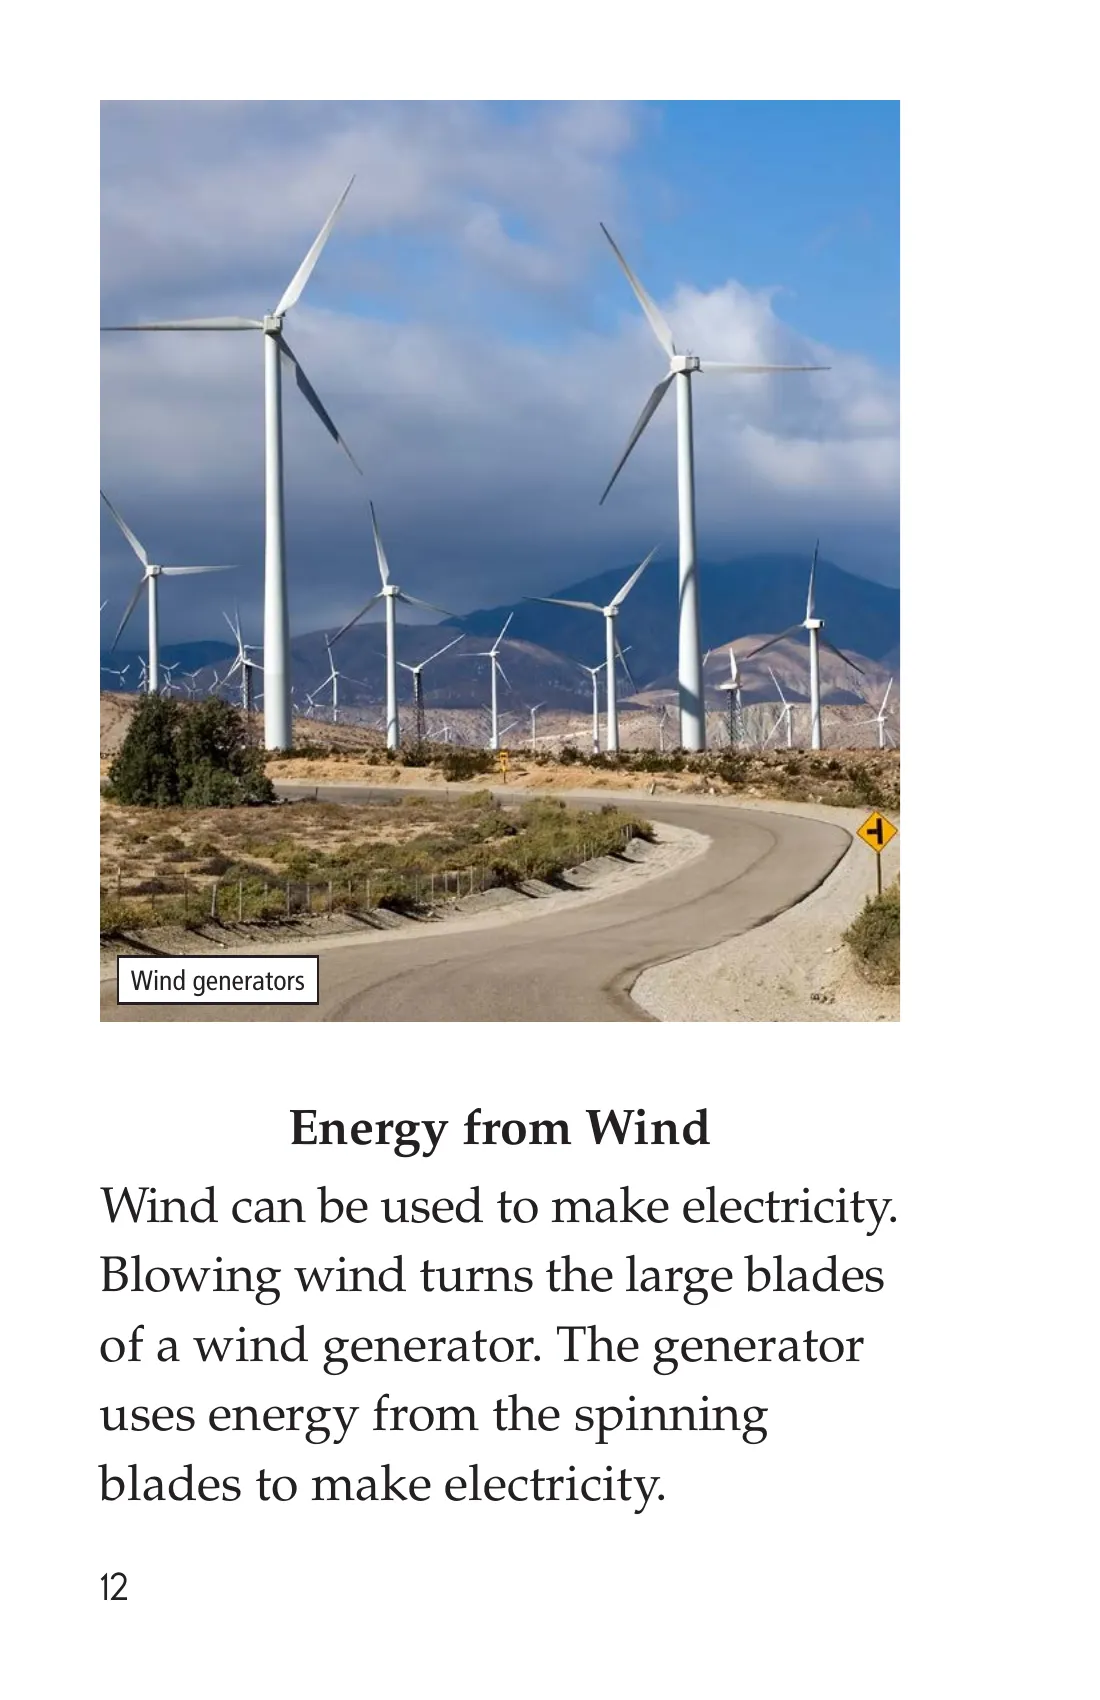 Wind generators
Energy from Wind
Wind can be used to make electricity.
Blowing wind turns the large blades
of a wind generator. The generator
uses energy from the spinning
blades to make electricity.
12